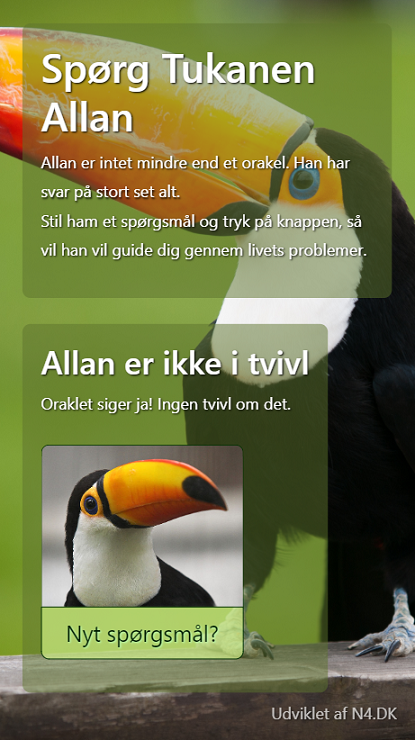 Spørg Tukanen
Allan
Allan er intet mindre end et orakel. Han har
svar på stort set alt.
Stil ham et spørgsmål og tryk på knappen, så
vil han vil guide dig gennem livets problemer.
Allan er ikke i tvivl
Oraklet siger ja! Ingen tvivl om det.
Nyt spørgsmål?
Udviklet af N4.DK